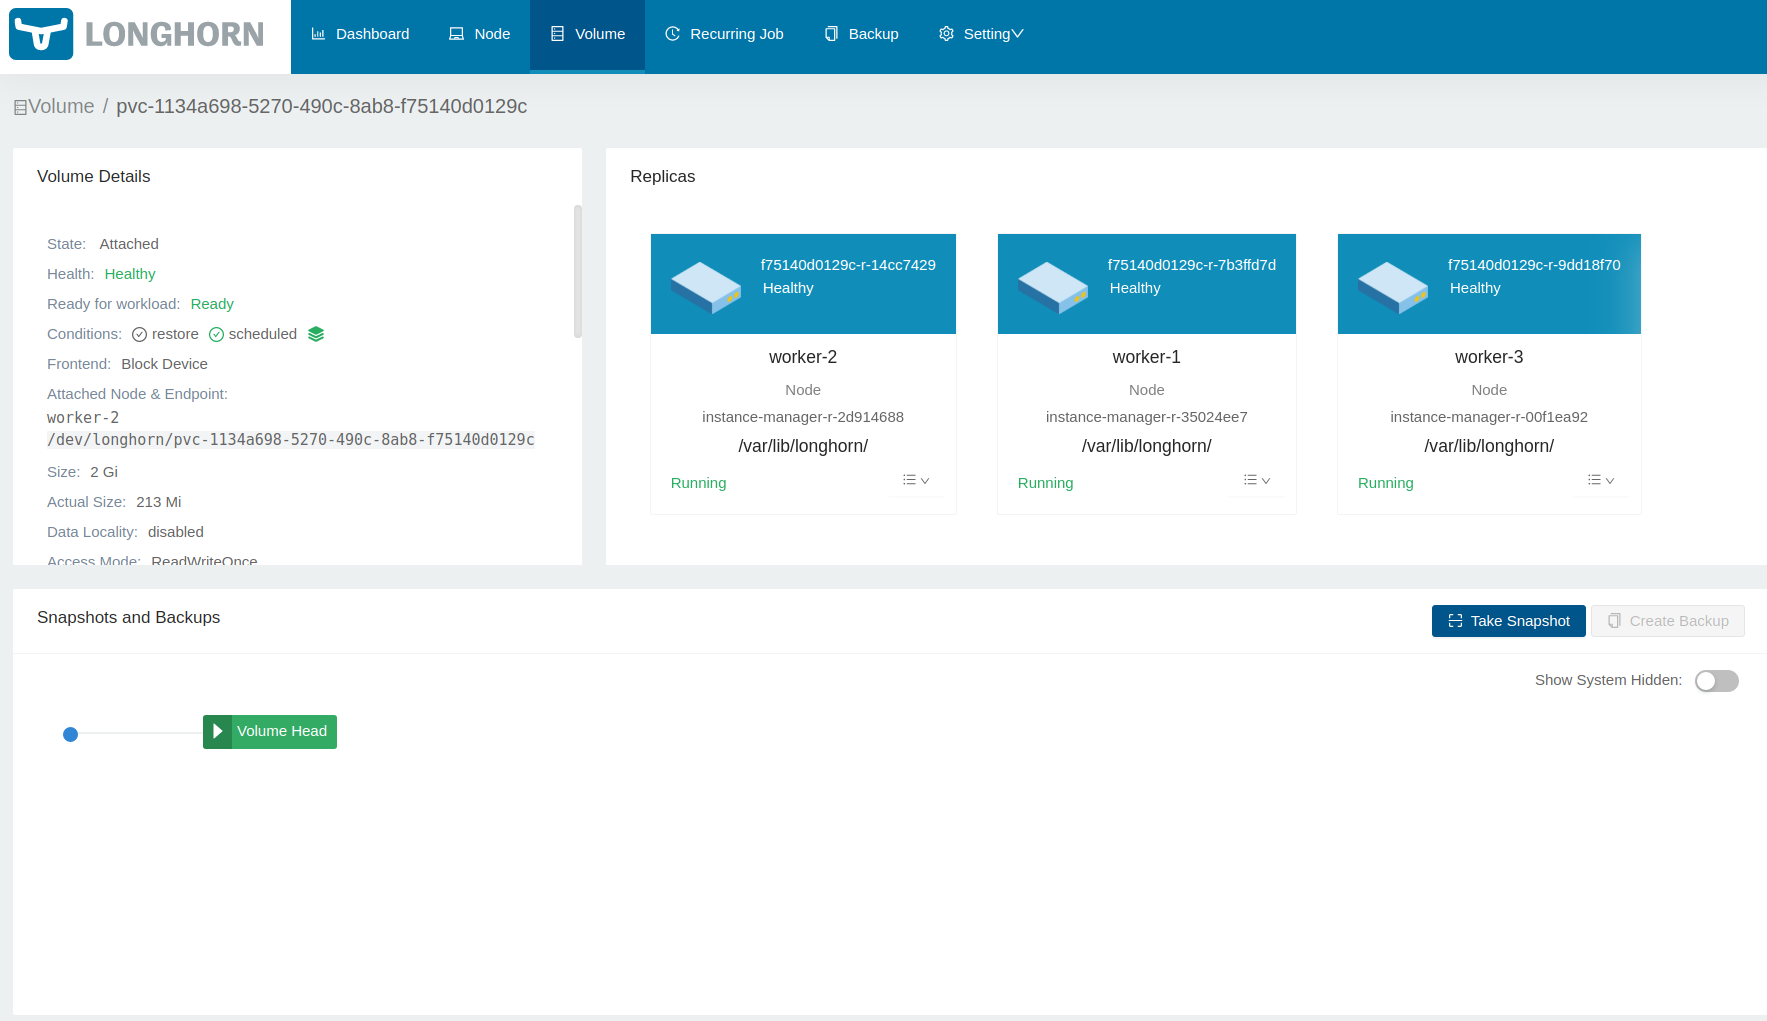 LONGHORN
Dashboard Node Volume Recurring Job Backup Setting
Volume / pvc-1134a698-5270-490c-8ab8-f75140d0129c
Volume Details
State: Attached
Health: Healthy
Ready for workload: Ready
Conditions: restore scheduled
Frontend: Block Device
Attached Node & Endpoint:
worker-2
/dev/longhorn/pvc-1134a698-5270-490c-8ab8-f75140d0129c
Size: 2 Gi
Actual Size: 213 Mi
Data Locality: disabled
Access Mode: ReadWriteOnce
Replicas
f75140d0129c-r-14cc7429
Healthy
worker-2
Node
instance-manager-r-2d914688
/var/lib/longhorn/
Running
f75140d0129c-r-7b3ffd7d
Healthy
worker-1
Node
instance-manager-r-35024ee7
/var/lib/longhorn/
Running
f75140d0129c-r-9dd18f70
Healthy
worker-3
Node
instance-manager-r-00f1ea92
/var/lib/longhorn/
Running
Snapshots and Backups
Take Snapshot Create Backup
Show System Hidden:
Volume Head